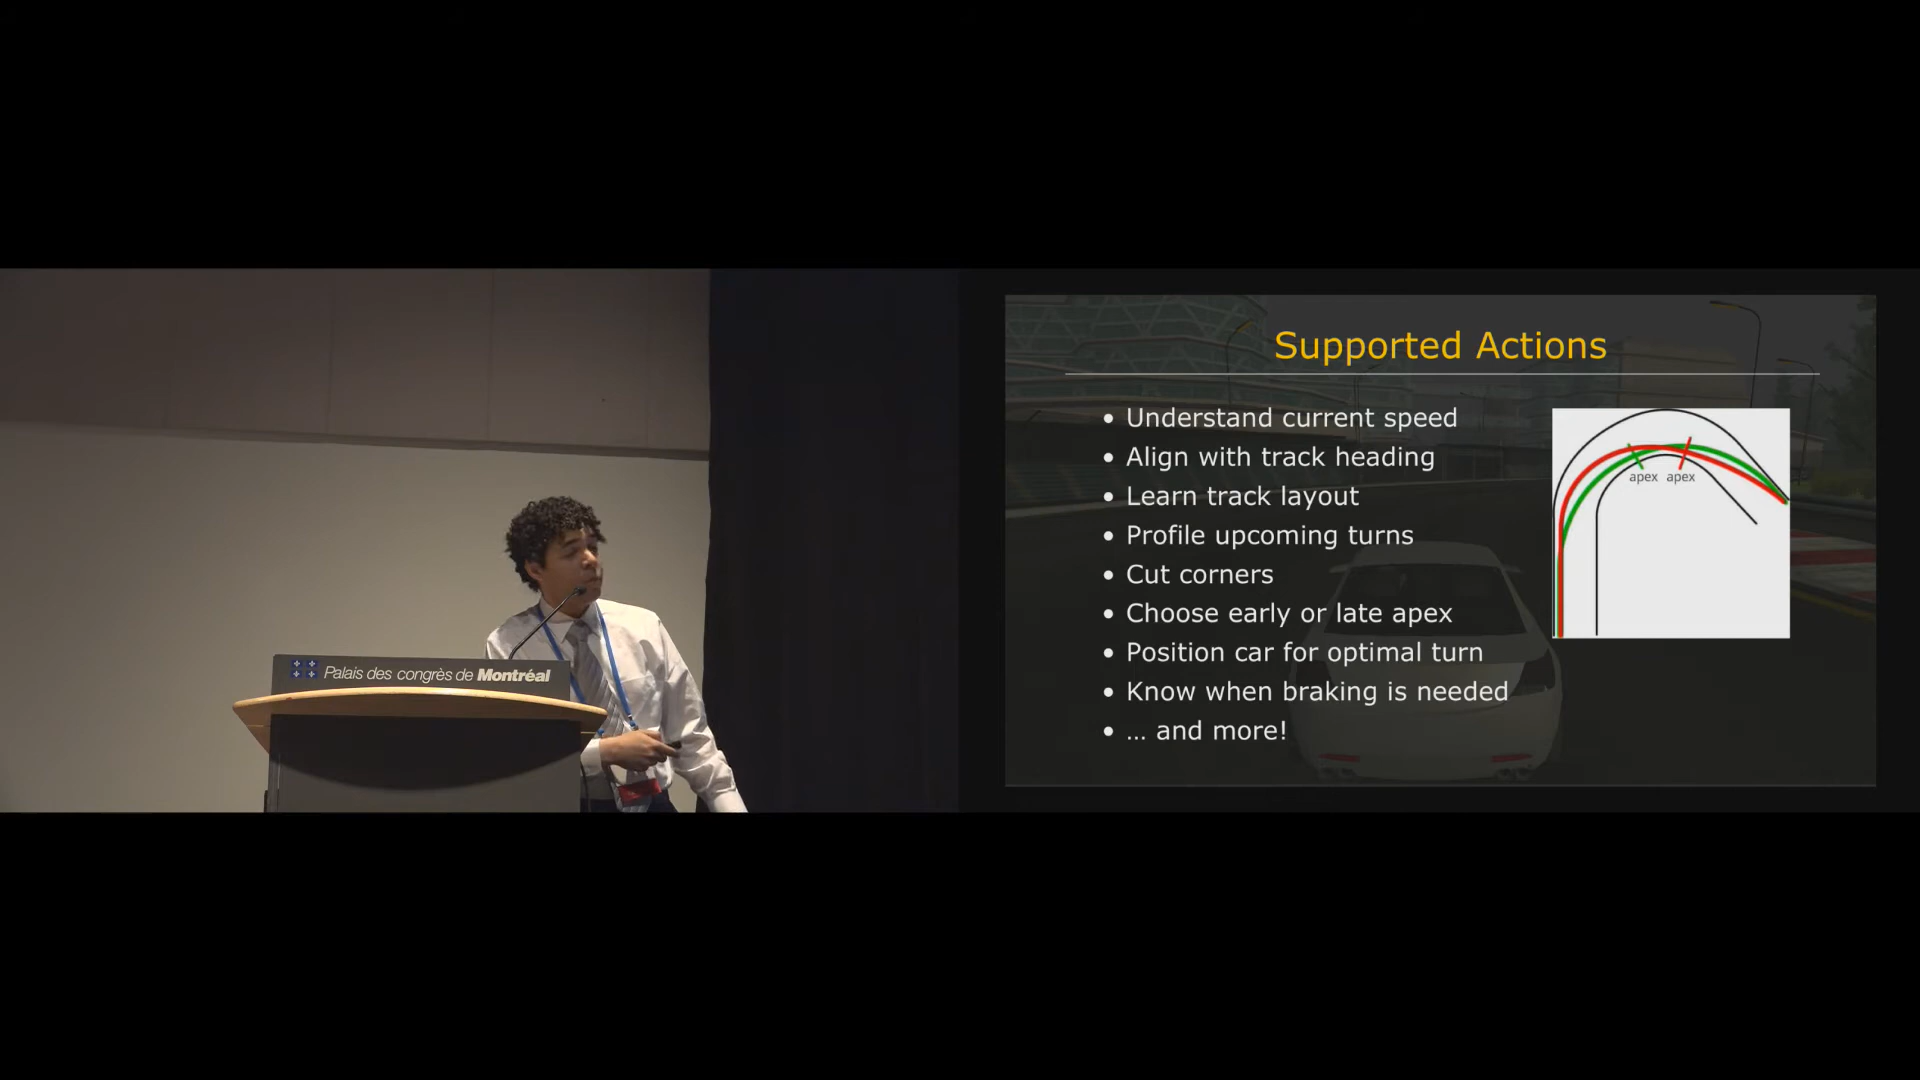 Palais des congrès de Montréal
Supported Actions
• Understand current speed
• Align with track heading
• Learn track layout
• Profile upcoming turns
• Cut corners
• Choose early or late apex
• Position car for optimal turn
• Know when braking is needed
• … and more!
apex apex